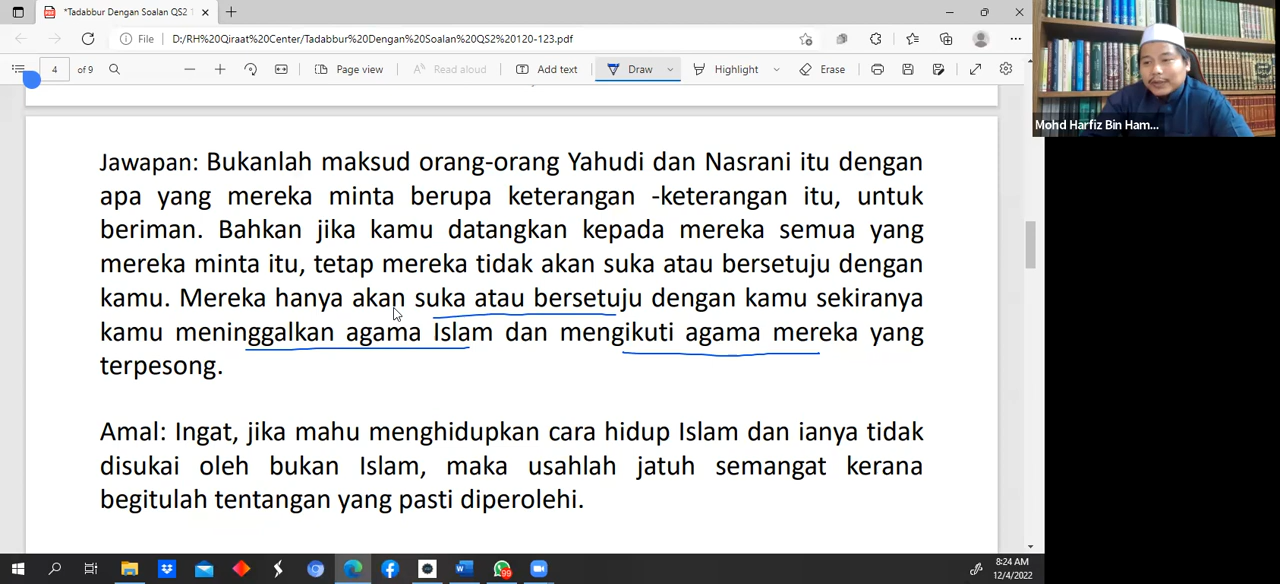 *Tadabbur Dengan Soalan QS2 1
File
D:/RH%20Qiraat%20Center/Tadabbur%20Dengan%20Soalan%20QS2%20120-123.pdf
4 of 9
Page view
Read aloud
Add text
Draw
Highlight
Erase
Mohd Harfiz Bin Ham...
Jawapan: Bukanlah maksud orang-orang Yahudi dan Nasrani itu dengan
apa yang mereka minta berupa keterangan -keterangan itu, untuk
beriman. Bahkan jika kamu datangkan kepada mereka semua yang
mereka minta itu, tetap mereka tidak akan suka atau bersetuju dengan
kamu. Mereka hanya akan suka atau bersetuju dengan kamu sekiranya
kamu meninggalkan agama Islam dan mengikuti agama mereka yang
terpesong.
Amal: Ingat, jika mahu menghidupkan cara hidup Islam dan ianya tidak
disukai oleh bukan Islam, maka usahlah jatuh semangat kerana
begitulah tentangan yang pasti diperolehi.
99
8:24 AM
12/4/2022